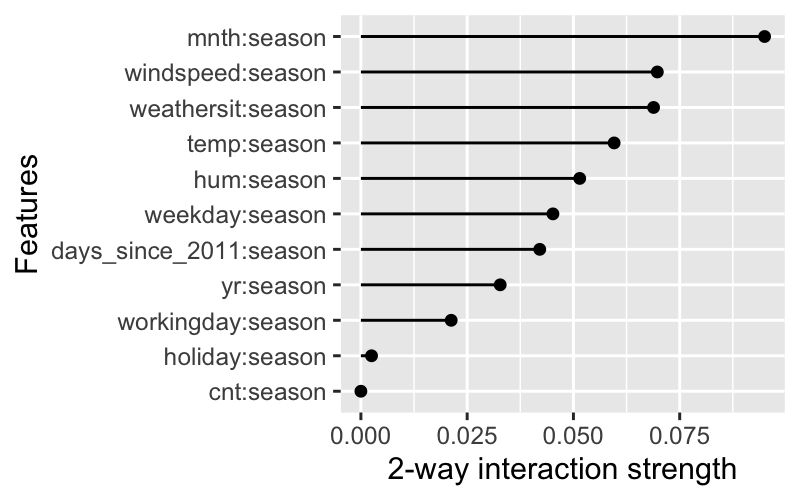 mnth:season
windspeed:season
weathersit:season
temp:season
hum:season
weekday:season
days_since_2011:season
yr:season
workingday:season
holiday:season
cnt:season
Features
0.000 0.025 0.050 0.075
2-way interaction strength